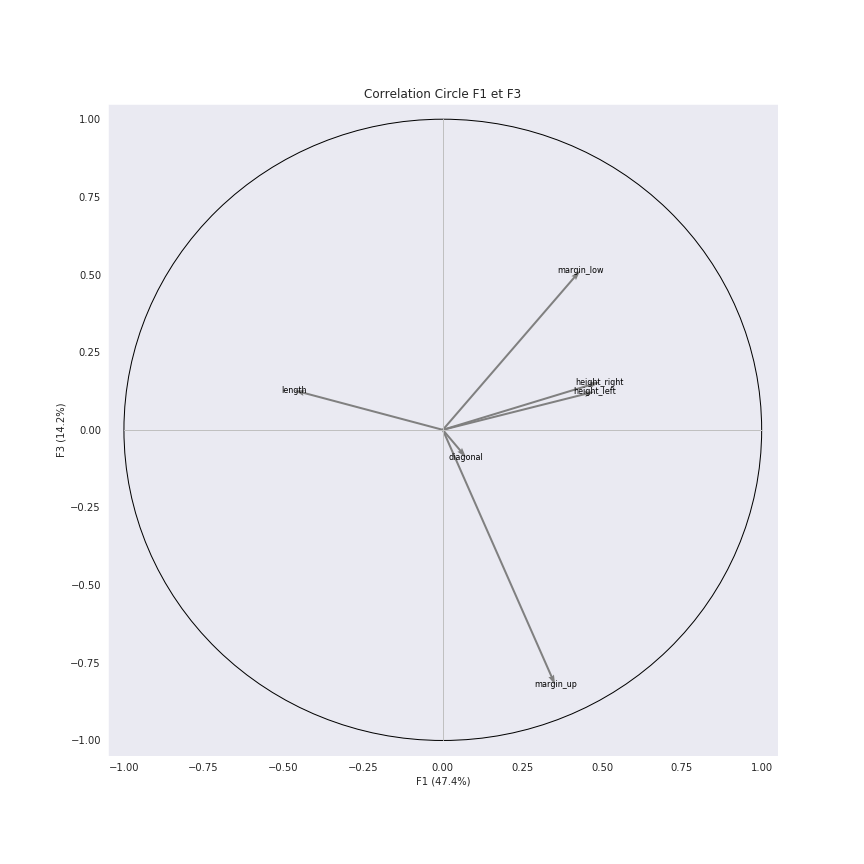 Correlation Circle F1 et F3
1.00
0.75
margin_low
0.50
0.25
height_right
length
height_left
F3 (14.2%)
0.00
diagonal
−0.25
−0.50
margin_up
−0.75
−1.00
−1.00 −0.75 −0.50 −0.25 0.00 0.25 0.50 0.75 1.00
F1 (47.4%)